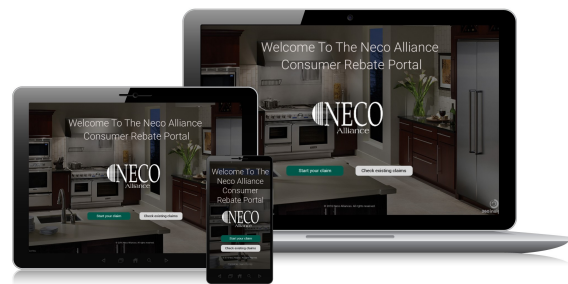 Welcome To The Neco Alliance
Consumer Rebate Portal
NECO
Alliance
Start your claim
Check existing claims
Welcome To The Neco Alliance
Consumer Rebate Portal
NECO
Alliance
Start your claim
Check existing claims
Welcome To The
Neco Alliance
Consumer
Rebate Portal
NECO
Alliance
Start your claim
Check existing claims